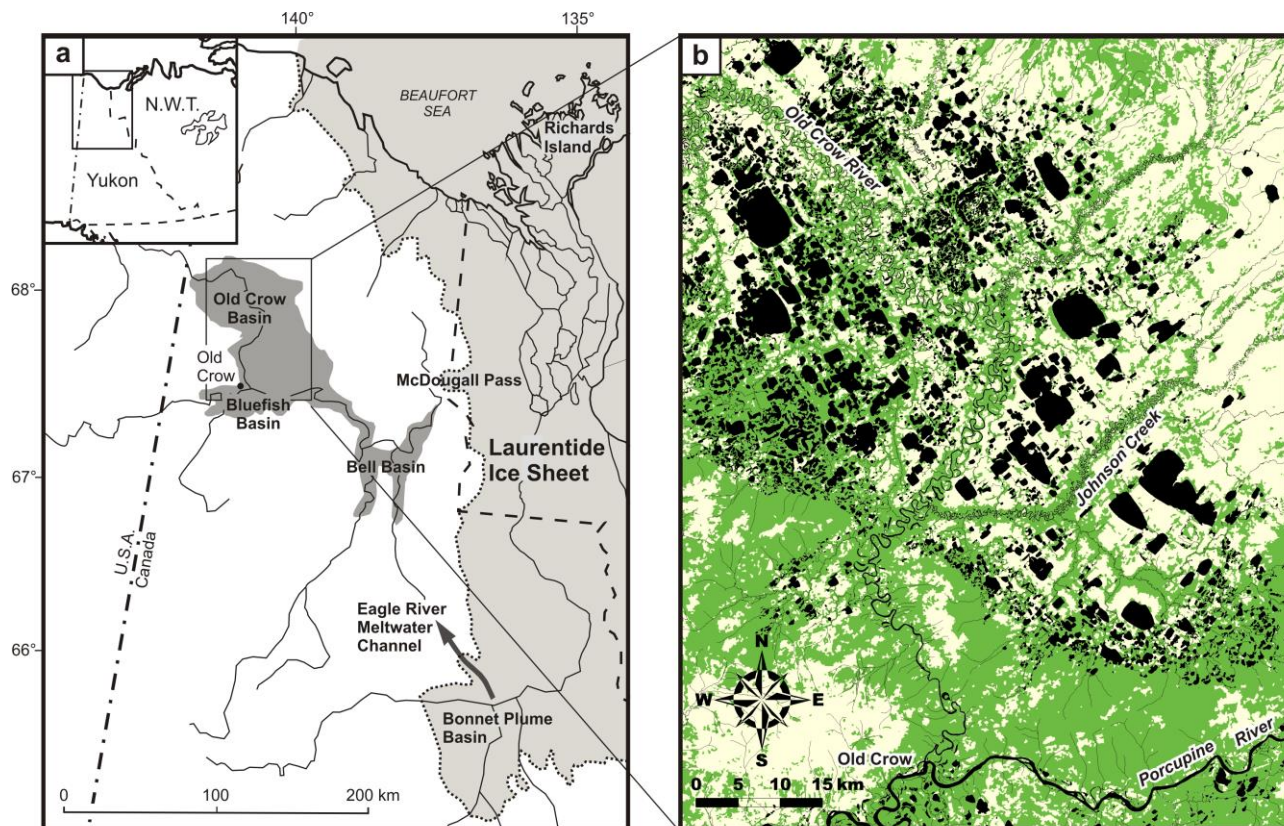 140°
135°
a
N.W.T.
Yukon
BEAUFORT
SEA
Richards
Island
68°
Old Crow
Basin
Old
Crow
McDougall Pass
Bluefish
Basin
67°
Bell Basin
Laurentide
Ice Sheet
U.S.A.
Canada
Eagle River
Meltwater
Channel
66°
Bonnet Plume
Basin
0 100 200 km
b
Old Crow River
Johnson Creek
N
W E
S
Old Crow
Porcupine River
0 5 10 15 km